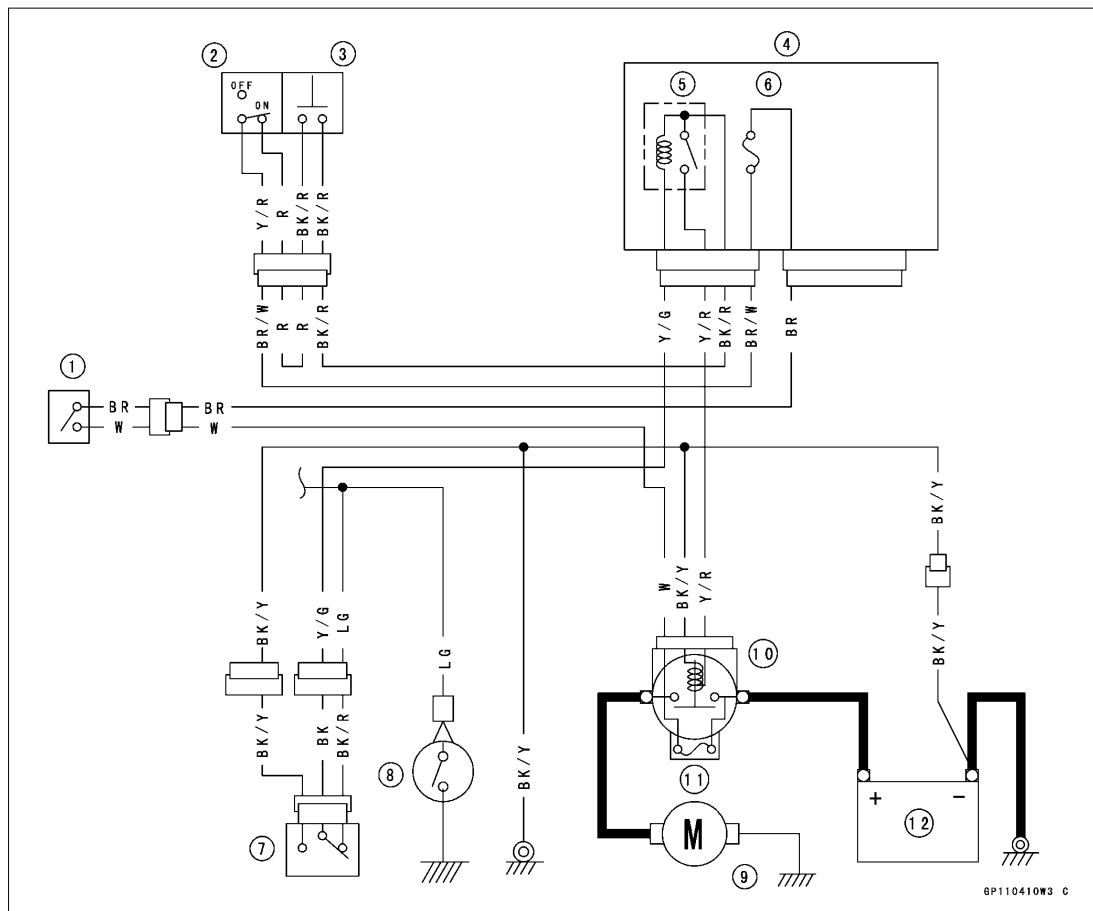 2
3
4
OFF
ON
5
6
Y/R
R
BK/R
BK/R
BR/W
R
R
BK/R
Y/G
Y/R
BK/R
BR/W
BR
1
BR
BR
W
W
BK/Y
Y/G
LG
LG
W
BK/Y
Y/R
BK/Y
BK/Y
10
BK/Y
BK
BK/R
8
BK/Y
11
+
-
12
7
M
9
GP110410W3 C